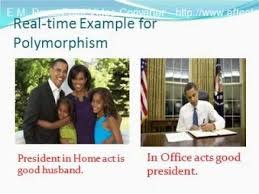 Real-time Example for
Polymorphism
President in Home act is
good husband.
In Office acts good
president.